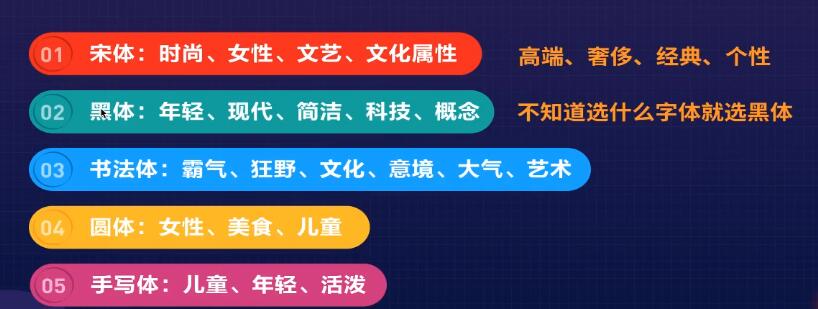 01 宋体：时尚、女性、文艺、文化属性 高端、奢侈、经典、个性
02 黑体：年轻、现代、简洁、科技、概念 不知道选什么字体就选黑体
03 书法体：霸气、狂野、文化、意境、大气、艺术
04 圆体：女性、美食、儿童
05 手写体：儿童、年轻、活泼